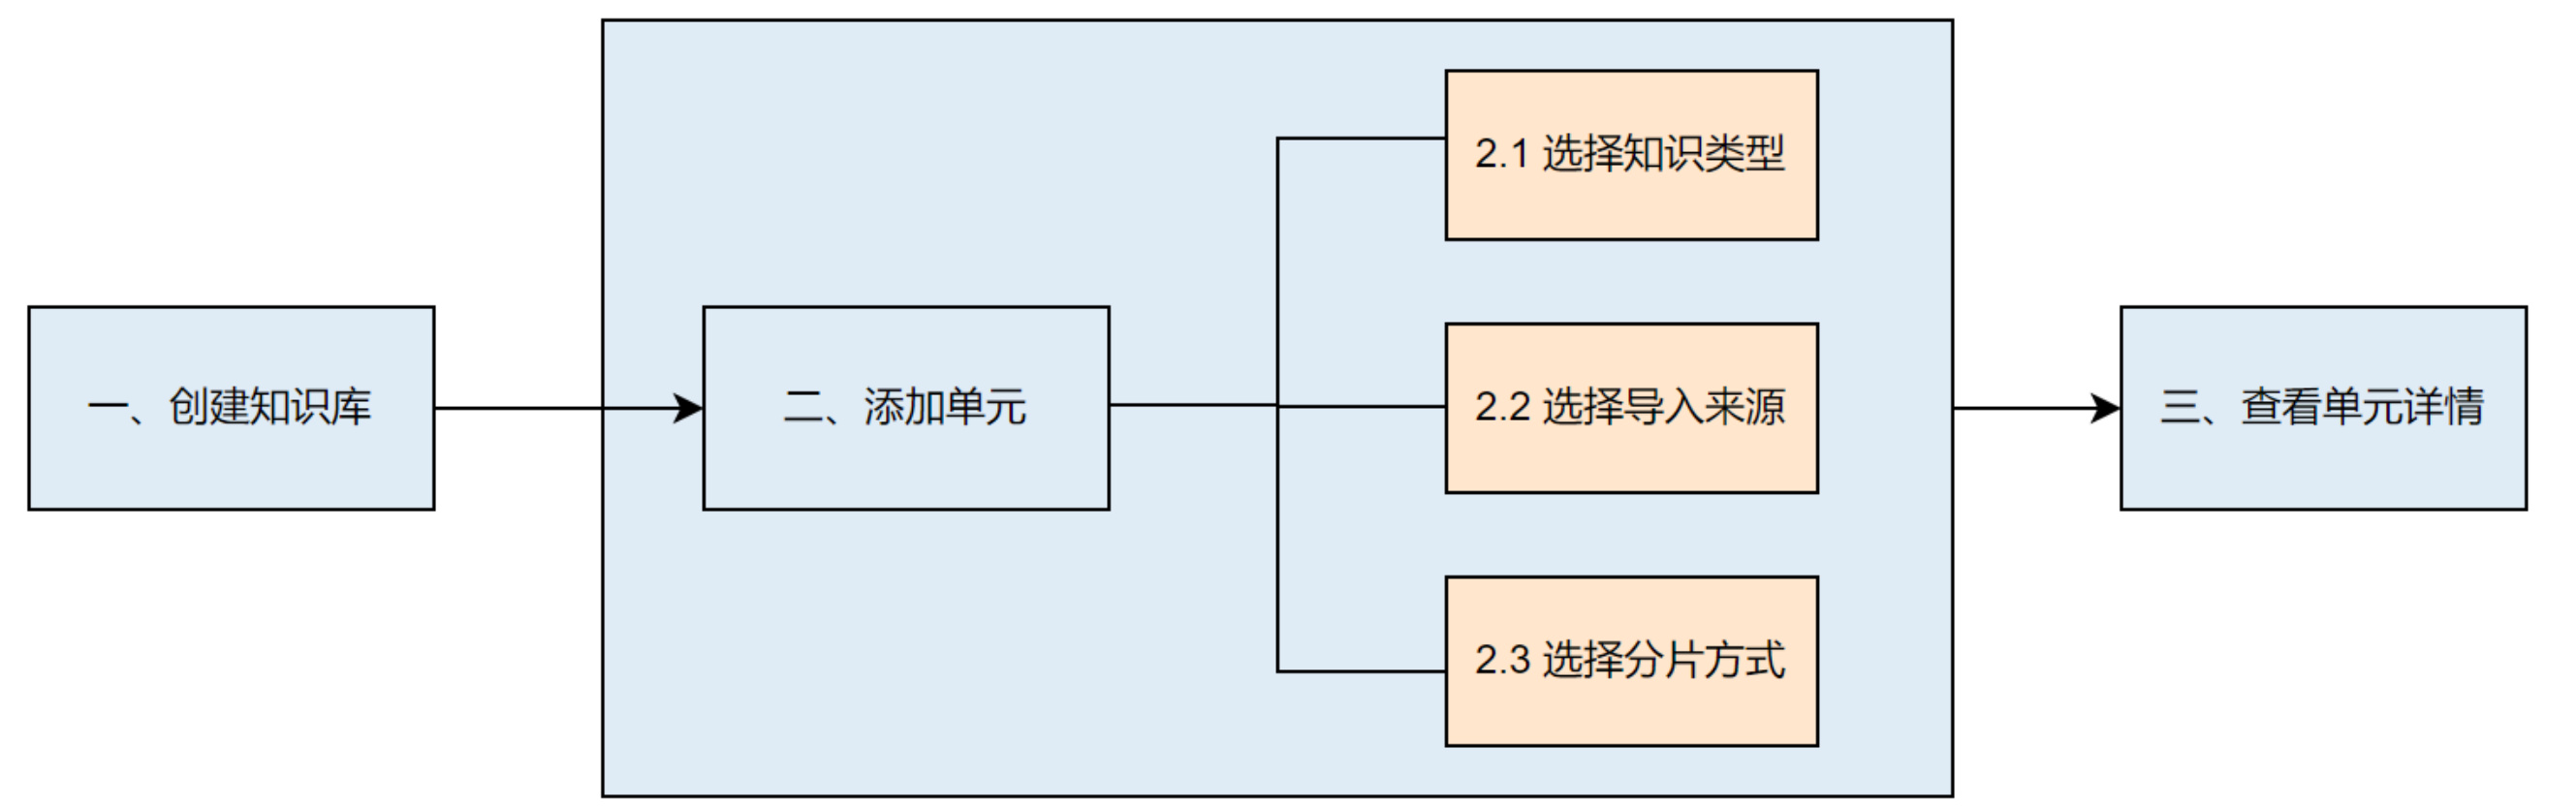 一、创建知识库
二、添加单元
2.1 选择知识类型
2.2 选择导入来源
2.3 选择分片方式
三、查看单元详情